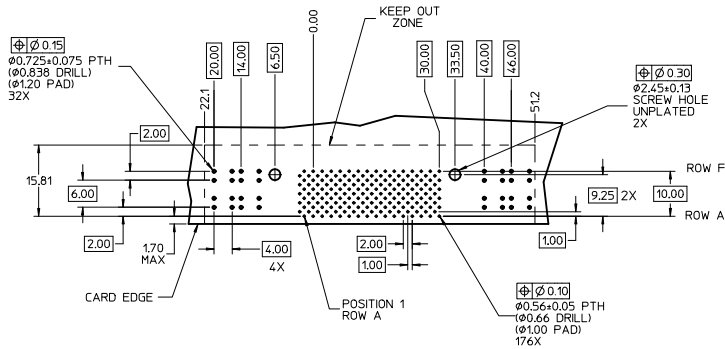 KEEP OUT
ZONE
⌖ Ø 0.15
Ø0.725±0.075 PTH
(Ø0.838 DRILL)
(Ø1.20 PAD)
32X
22.1
20.00
14.00
6.50
0.00
30.00
33.50
40.00
46.00
51.2
⌖ Ø 0.30
Ø2.45±0.13
SCREW HOLE
UNPLATED
2X
2.00
15.81
6.00
2.00
1.70
MAX
4.00
4X
2.00
1.00
ROW F
9.25 2X
10.00
ROW A
1.00
CARD EDGE
POSITION 1
ROW A
⌖ Ø 0.10
Ø0.56±0.05 PTH
(Ø0.66 DRILL)
(Ø1.00 PAD)
176X